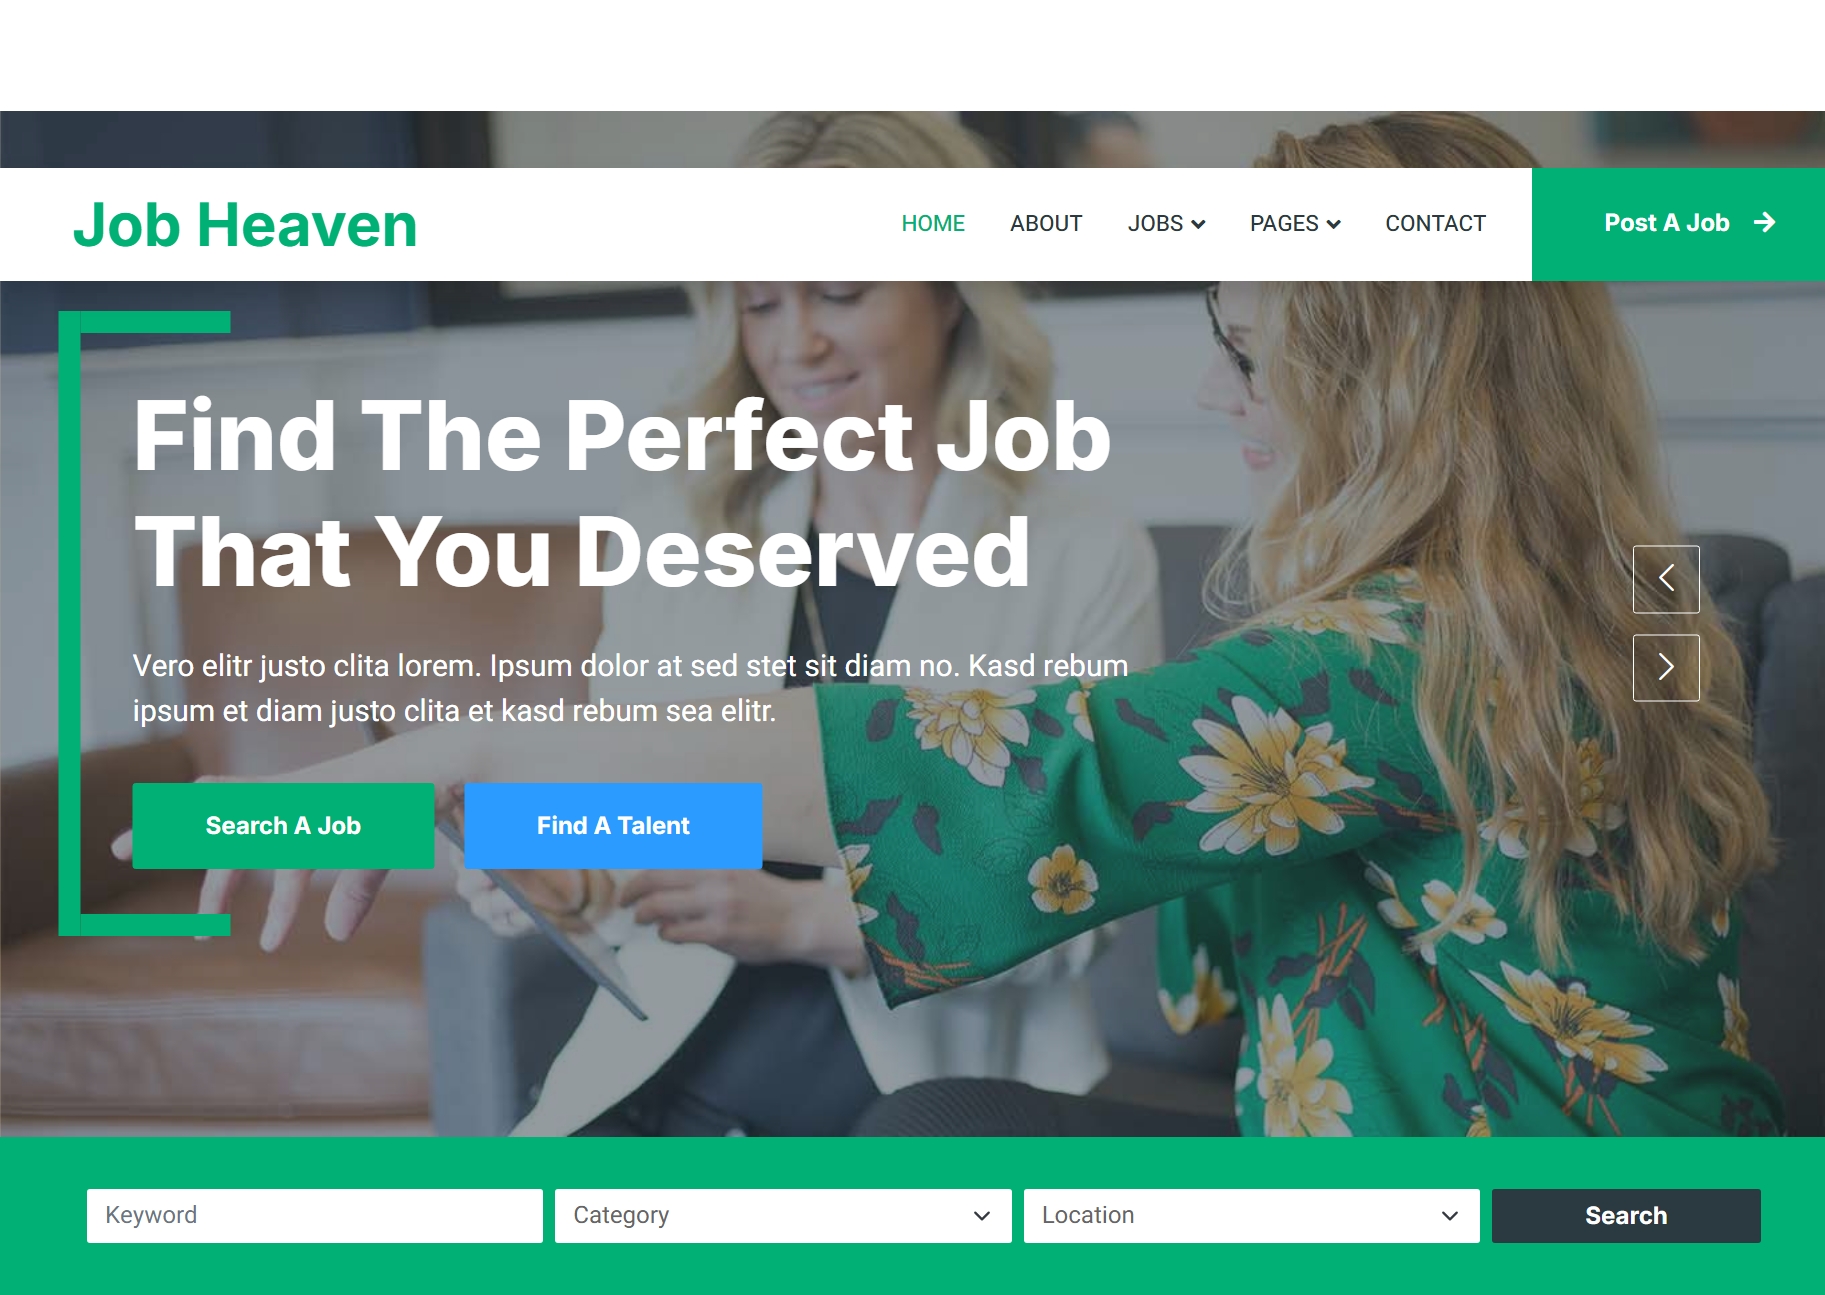 Job Heaven
HOME ABOUT JOBS PAGES CONTACT Post A Job
Find The Perfect Job
That You Deserved
Vero elitr justo clita lorem. Ipsum dolor at sed stet sit diam no. Kasd rebum
ipsum et diam justo clita et kasd rebum sea elitr.
Search A Job Find A Talent
Keyword Category Location Search